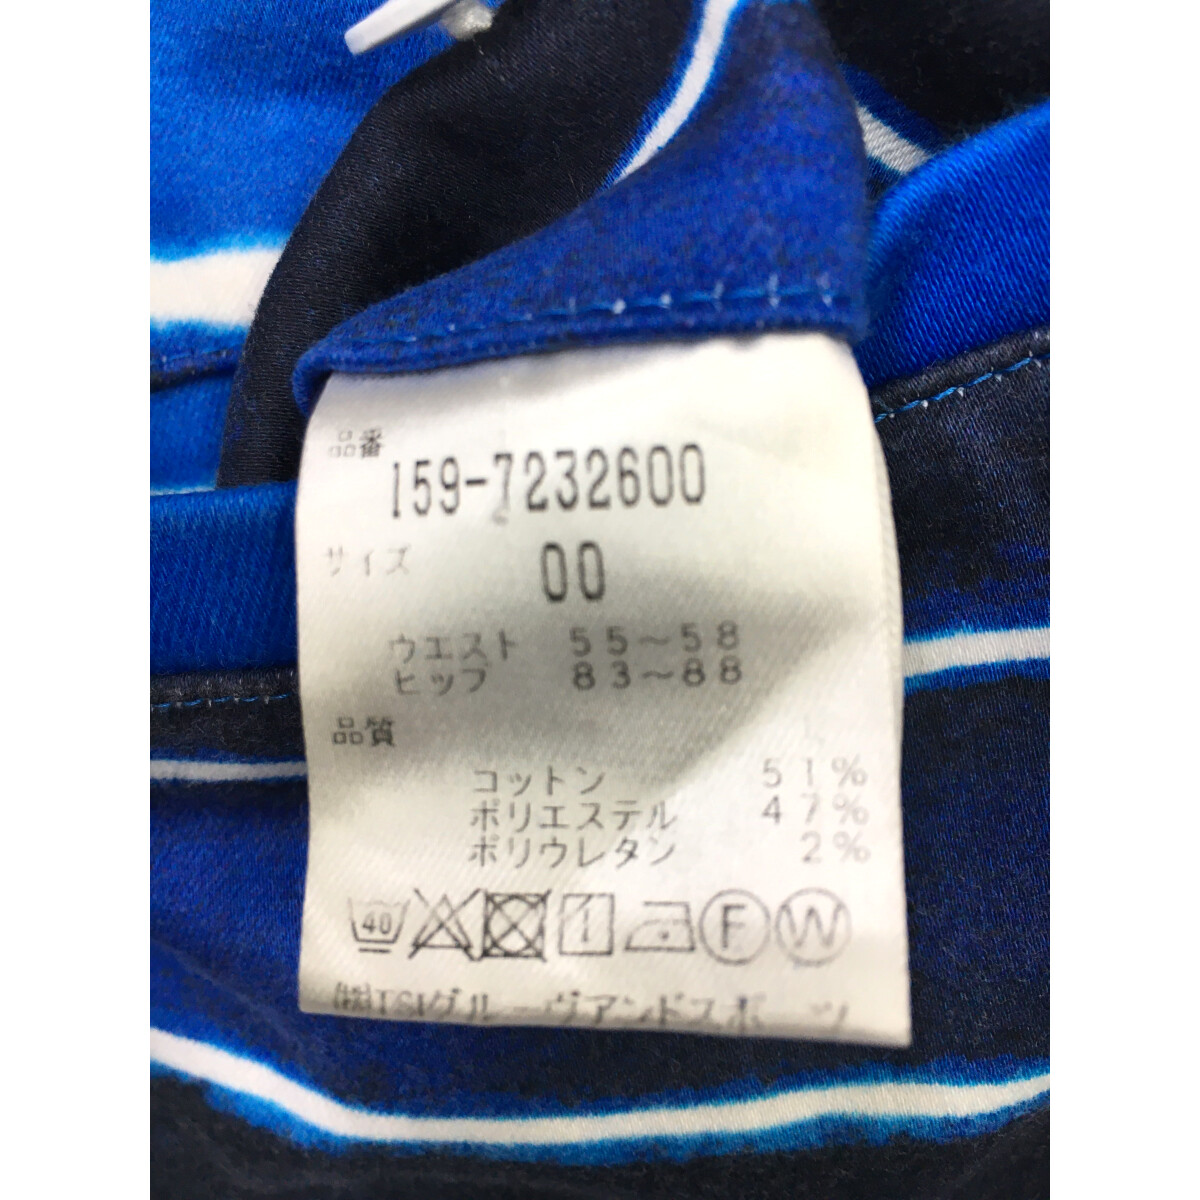 品番
159-7232600
サイズ 00
ウエスト 55～58
ヒップ 83～88
品質
コットン 51%
ポリエステル 47%
ポリウレタン 2%
40 F W
㈱TSIグルーヴアンドスポーツ